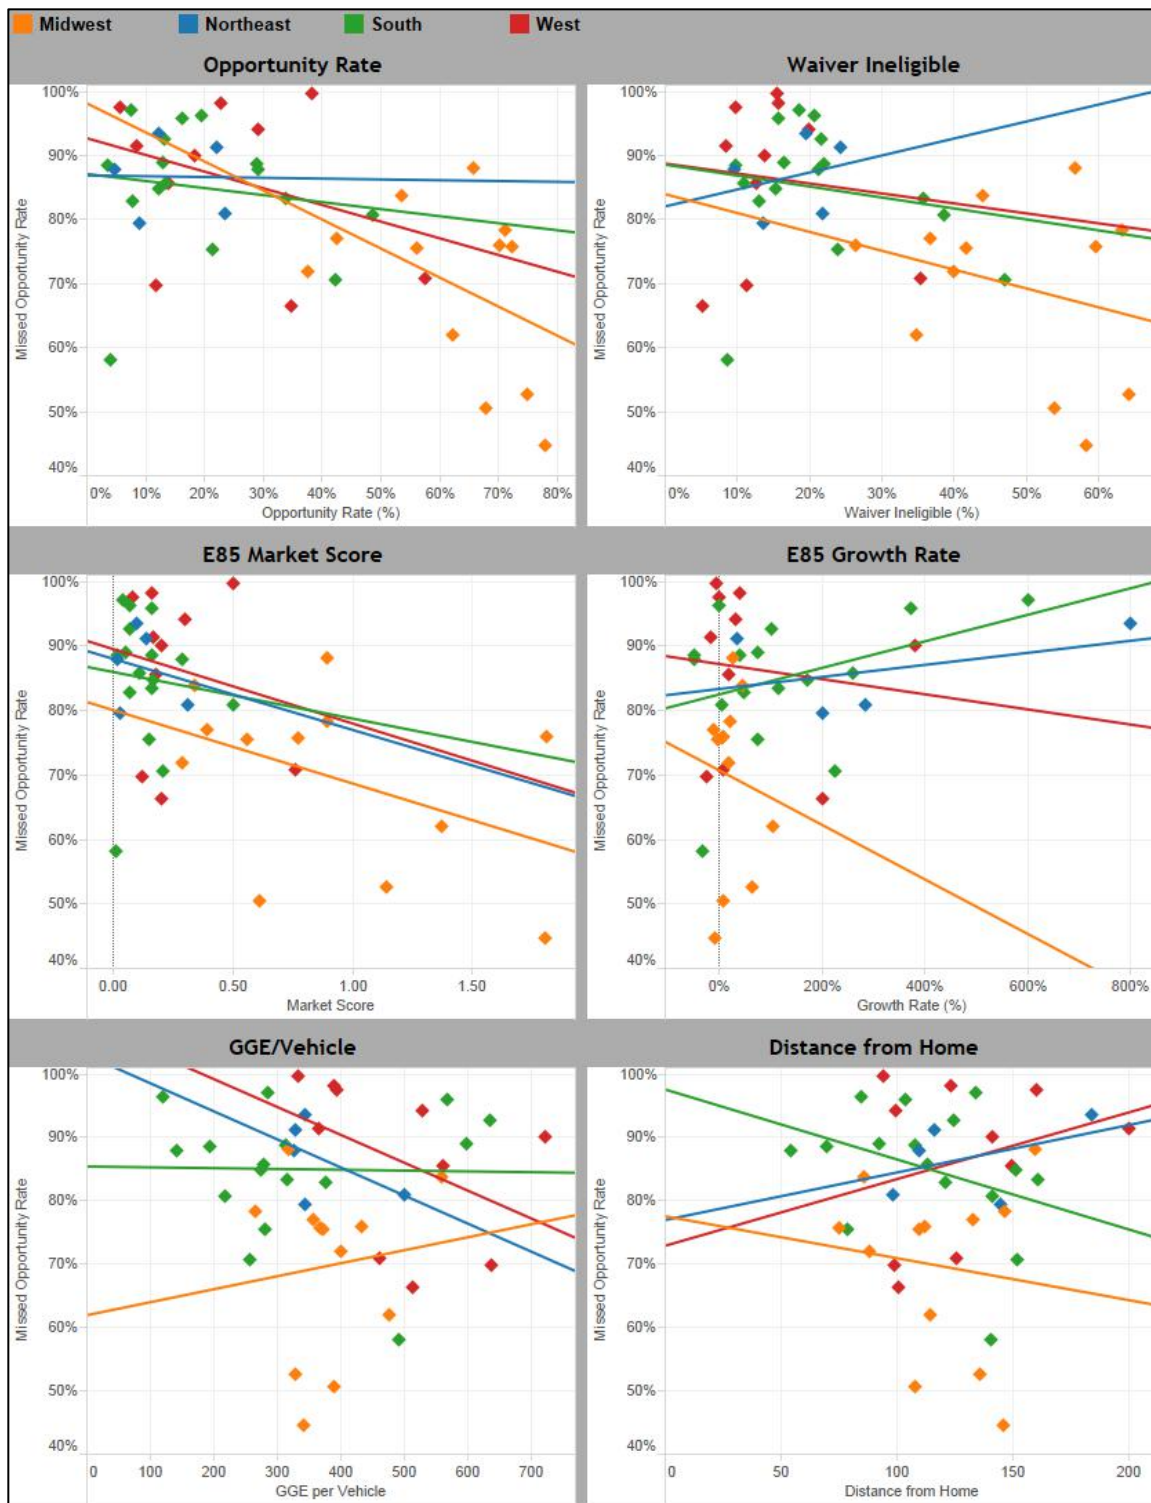 Midwest Northeast South West
Opportunity Rate
Missed Opportunity Rate
100%
90%
80%
70%
60%
50%
40%
0% 10% 20% 30% 40% 50% 60% 70% 80%
Opportunity Rate (%)
Waiver Ineligible
Missed Opportunity Rate
100%
90%
80%
70%
60%
50%
40%
0% 10% 20% 30% 40% 50% 60%
Waiver Ineligible (%)
E85 Market Score
Missed Opportunity Rate
100%
90%
80%
70%
60%
50%
40%
0.00 0.50 1.00 1.50
Market Score
E85 Growth Rate
Missed Opportunity Rate
100%
90%
80%
70%
60%
50%
40%
0% 200% 400% 600% 800%
Growth Rate (%)
GGE/Vehicle
Missed Opportunity Rate
100%
90%
80%
70%
60%
50%
40%
0 100 200 300 400 500 600 700
GGE per Vehicle
Distance from Home
Missed Opportunity Rate
100%
90%
80%
70%
60%
50%
40%
0 50 100 150 200
Distance from Home